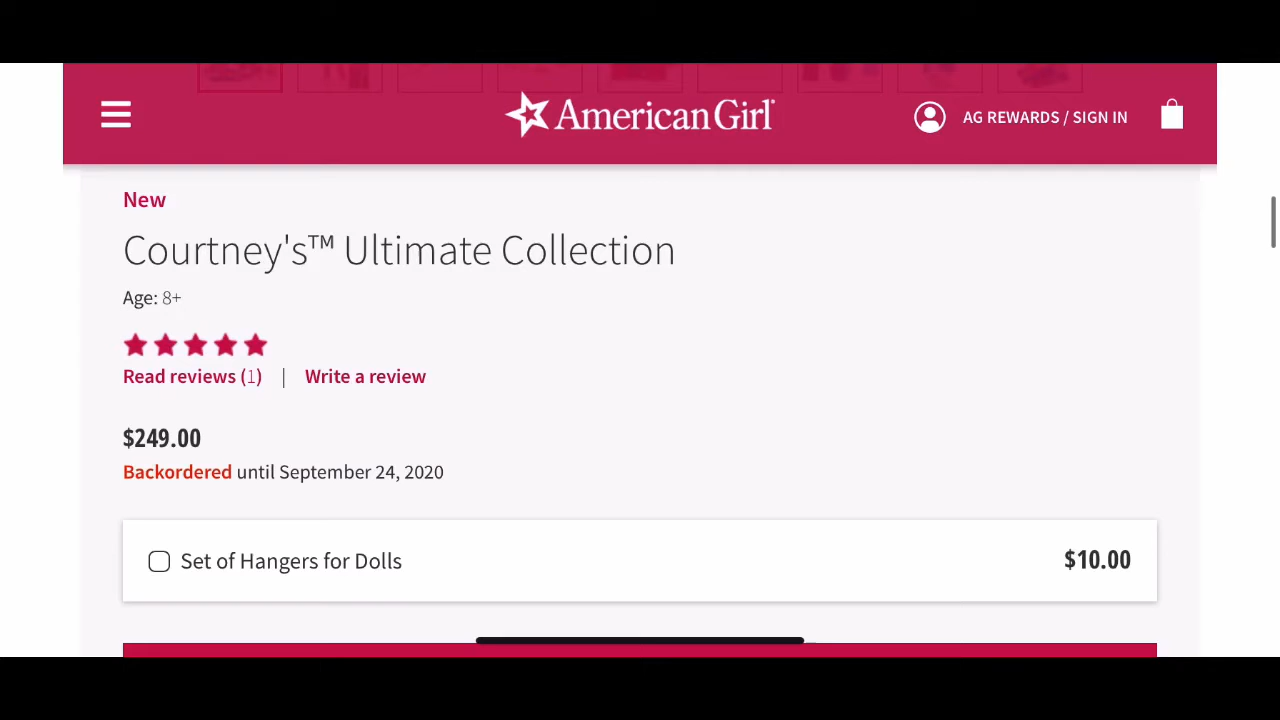 American Girl
AG REWARDS / SIGN IN
New
Courtney's™ Ultimate Collection
Age: 8+
Read reviews (1) | Write a review
$249.00
Backordered until September 24, 2020
Set of Hangers for Dolls $10.00